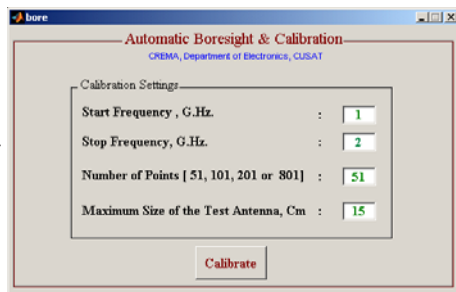 bore
Automatic Boresight & Calibration
CREMA, Department of Electronics, CUSAT
Calibration Settings
Start Frequency , G.Hz. : 1
Stop Frequency, G.Hz. : 2
Number of Points [ 51, 101, 201 or 801] : 51
Maximum Size of the Test Antenna, Cm : 15
Calibrate